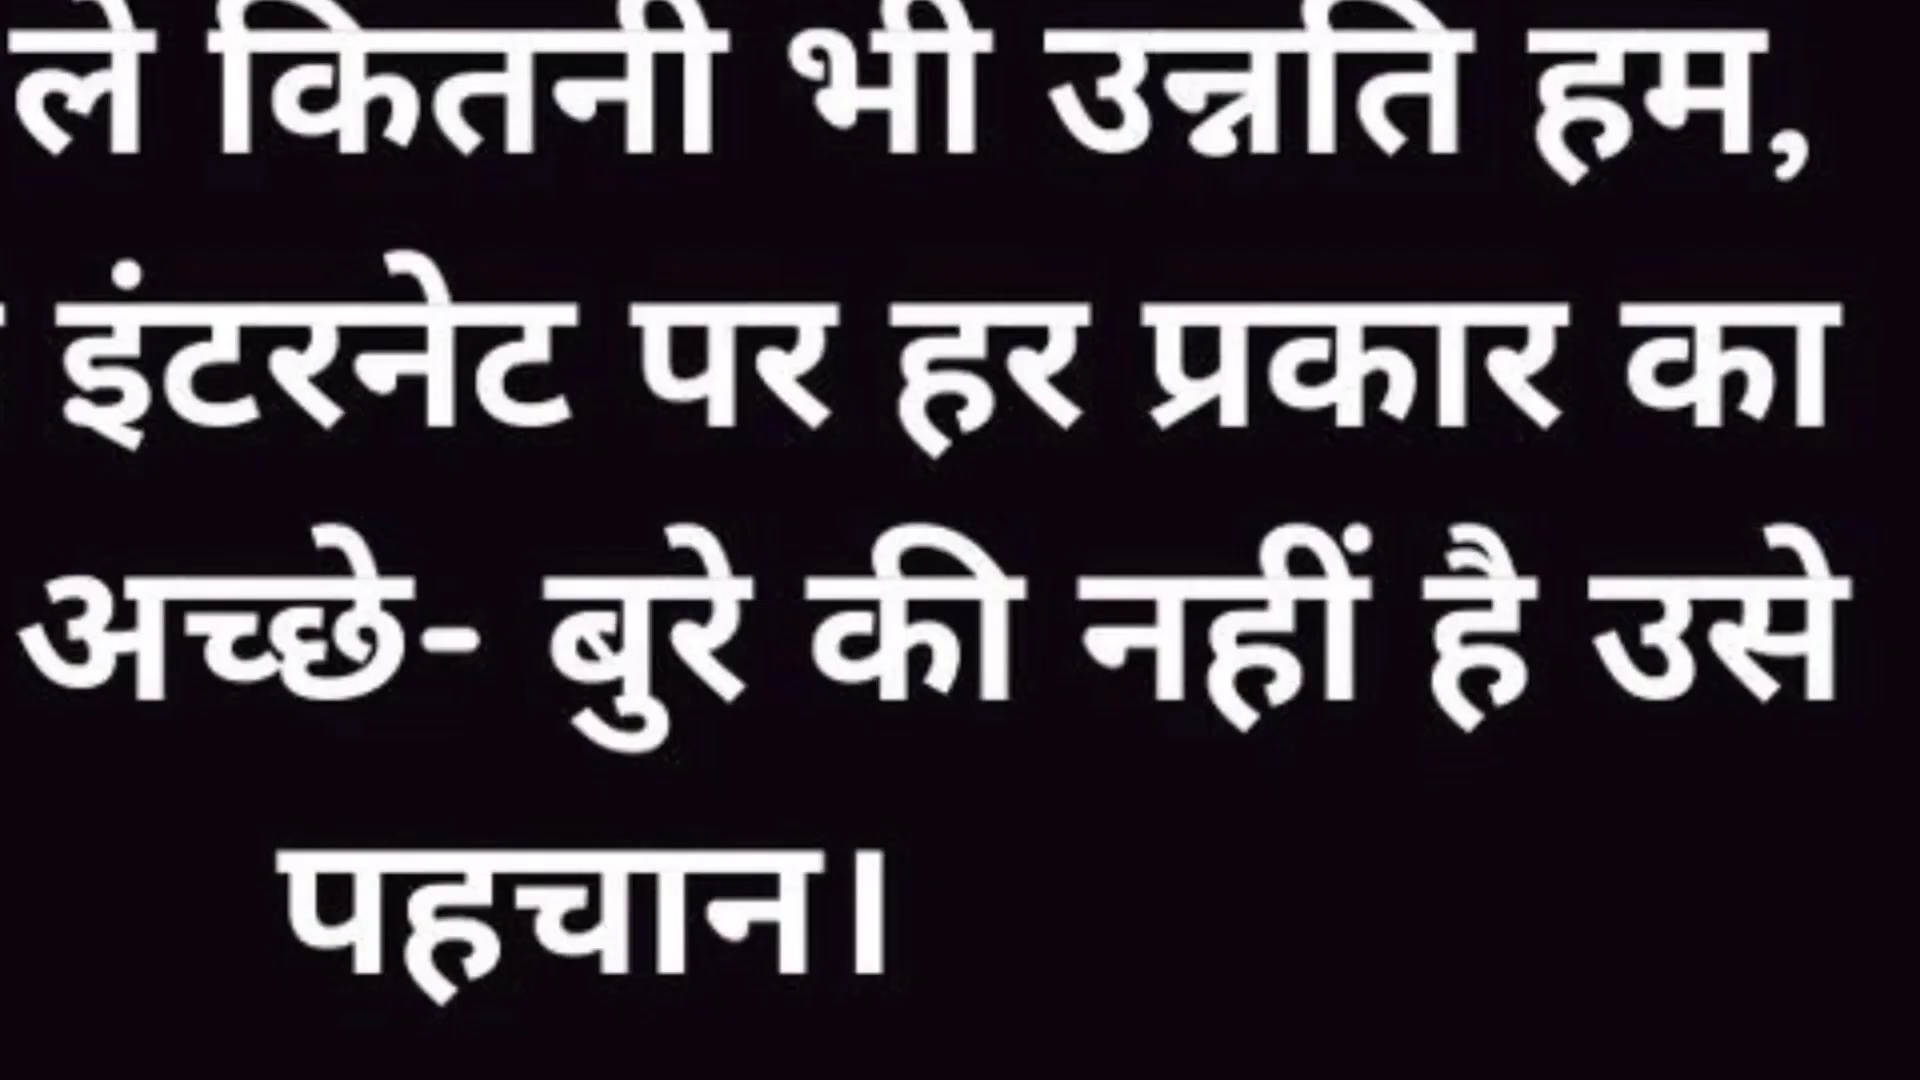 ले कितनी भी उन्नति हम,
इंटरनेट पर हर प्रकार का
अच्छे- बुरे की नहीं है उसे
पहचान।